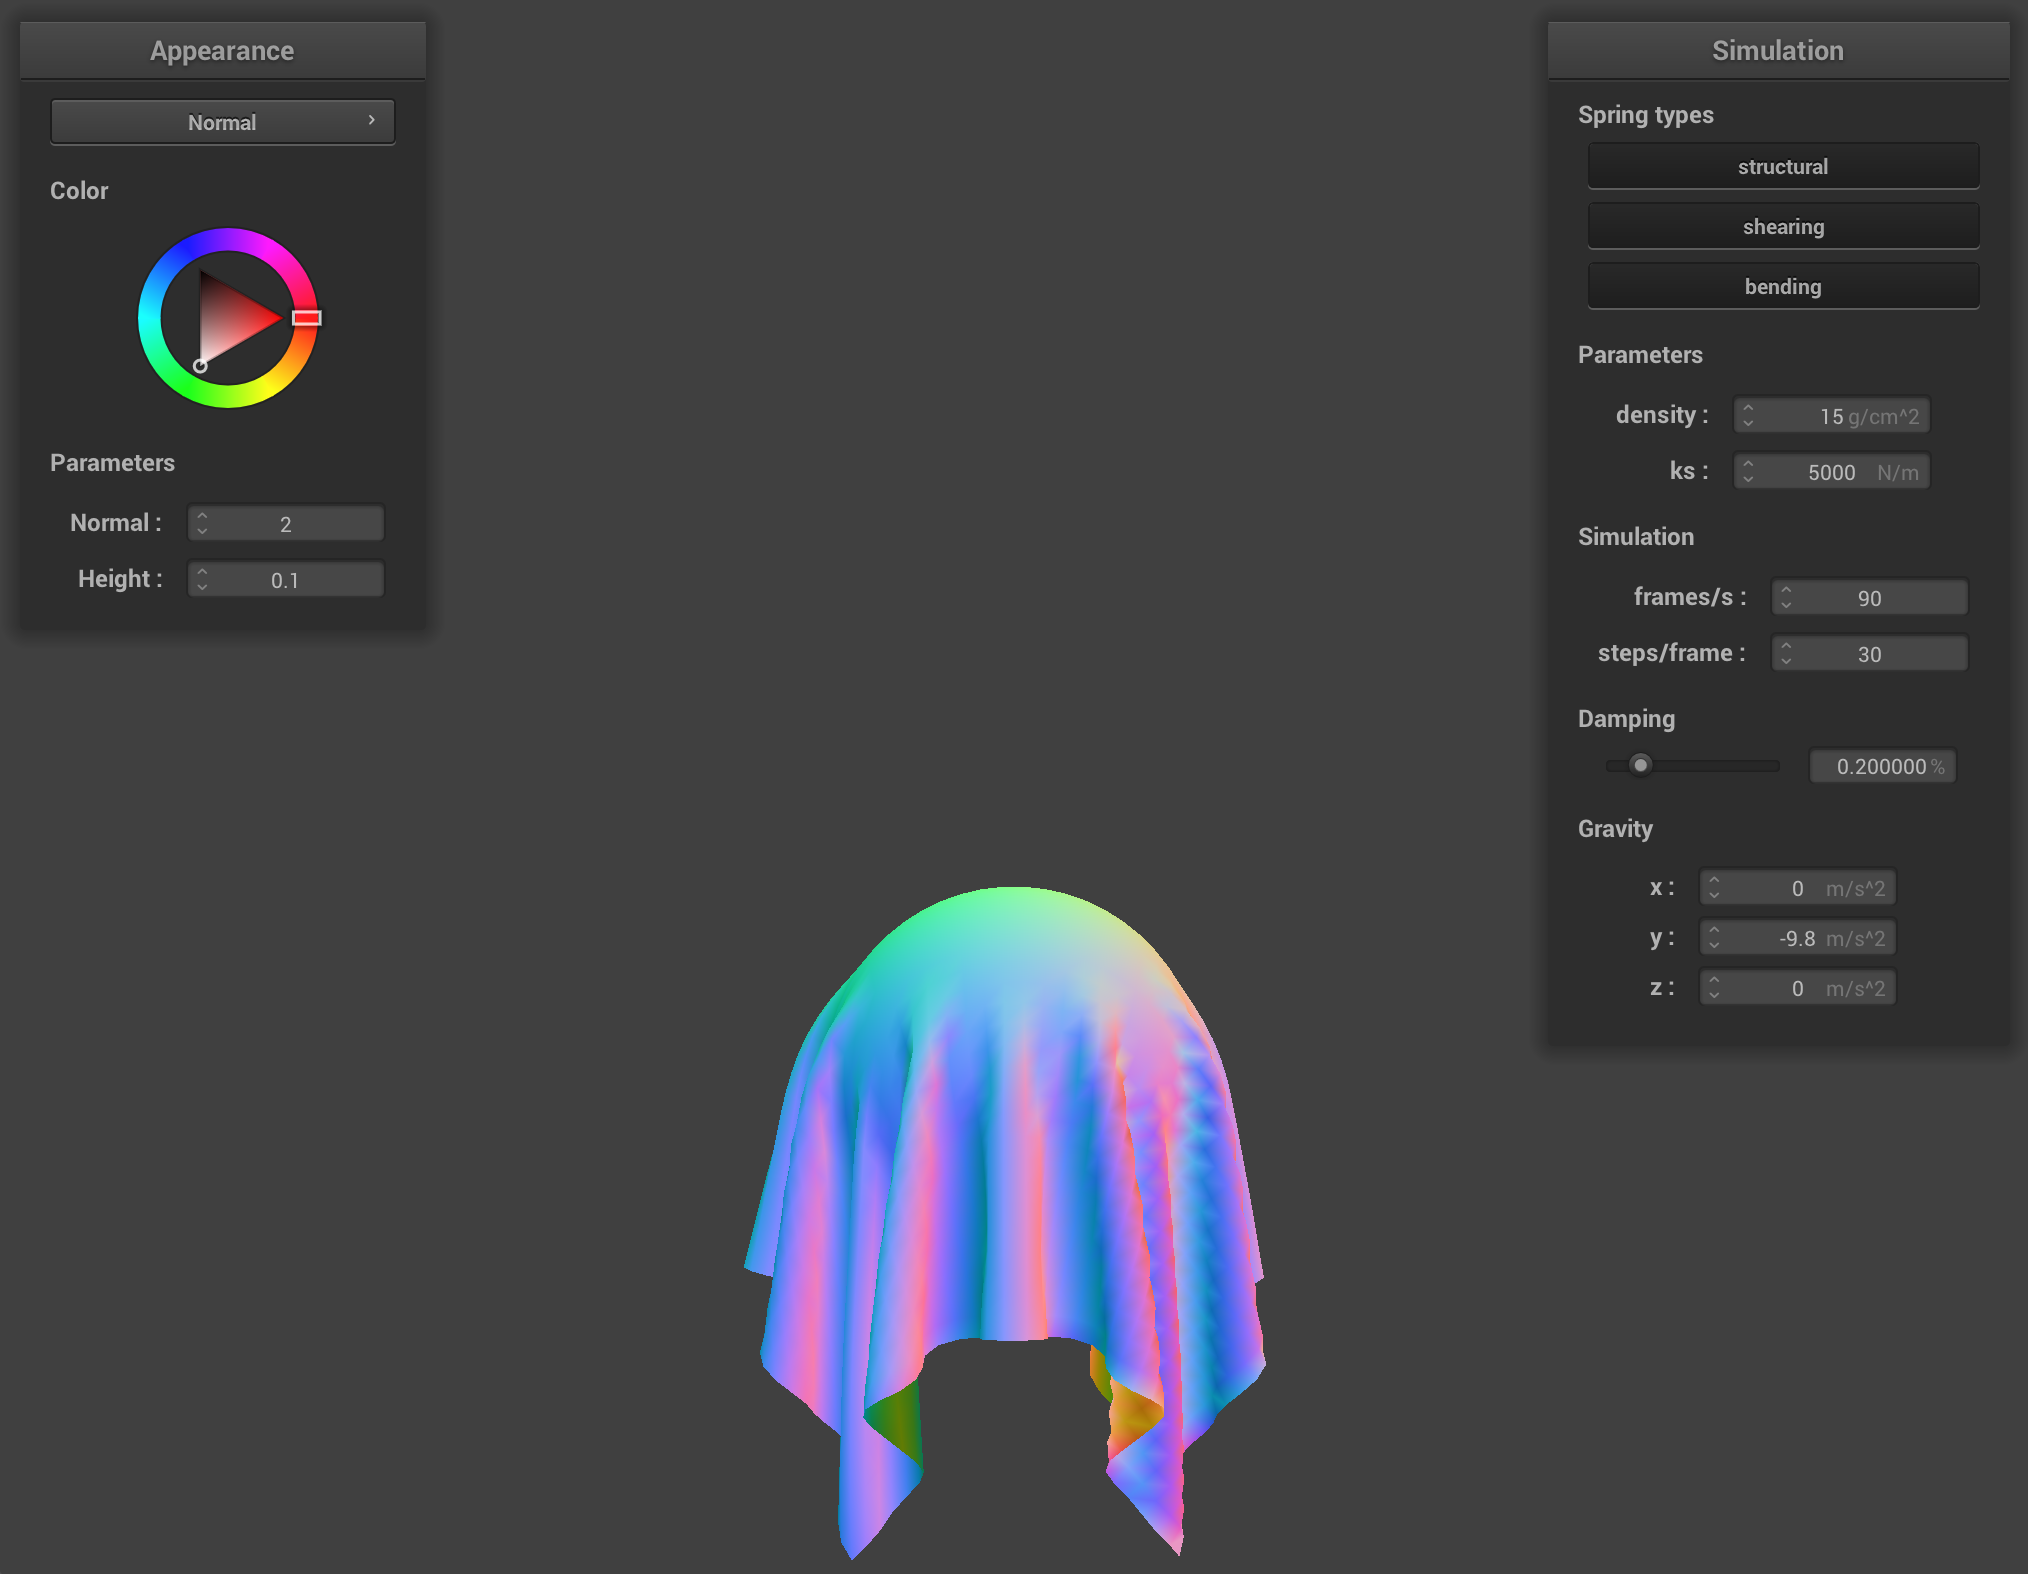 Appearance
Normal
Color
Parameters
Normal : 2
Height : 0.1
Simulation
Spring types
structural
shearing
bending
Parameters
density : 15 g/cm^2
ks : 5000 N/m
Simulation
frames/s : 90
steps/frame : 30
Damping
0.200000 %
Gravity
x : 0 m/s^2
y : -9.8 m/s^2
z : 0 m/s^2